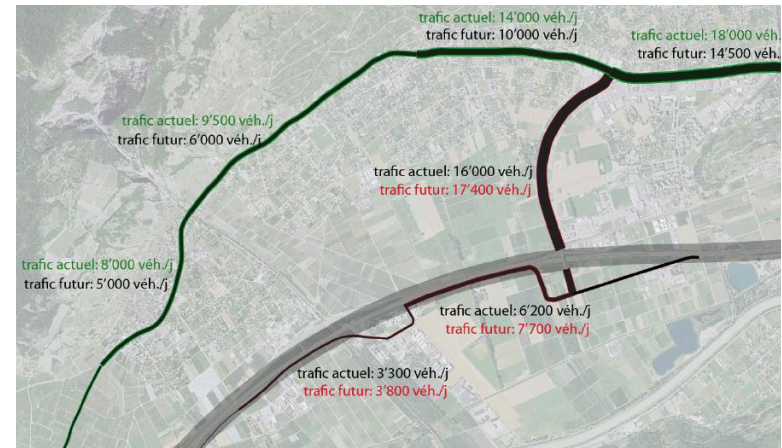 trafic actuel: 14'000 véh./j
trafic futur: 10'000 véh./j
trafic actuel: 18'000 véh.
trafic futur: 14'500 véh.
trafic actuel: 9'500 véh./j
trafic futur: 6'000 véh./j
trafic actuel: 16'000 véh./j
trafic futur: 17'400 véh./j
trafic actuel: 8'000 véh./j
trafic futur: 5'000 véh./j
trafic actuel: 6'200 véh./j
trafic futur: 7'700 véh./j
trafic actuel: 3'300 véh./j
trafic futur: 3'800 véh./j